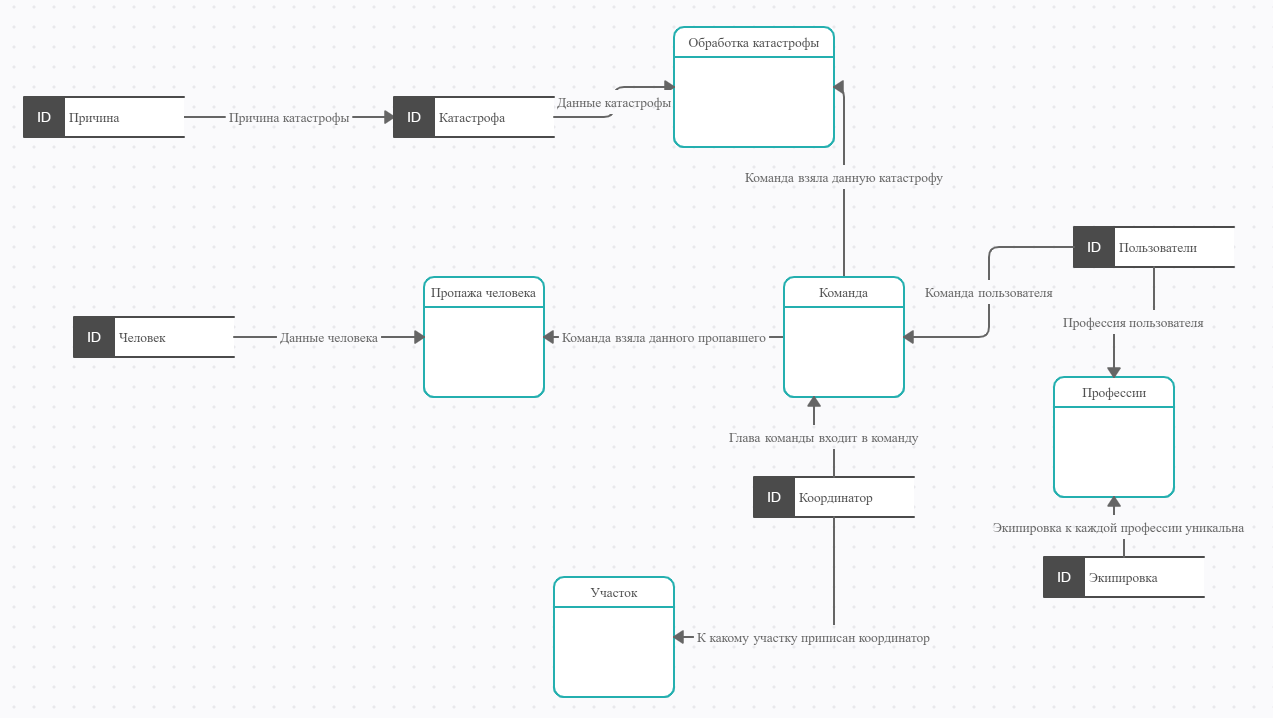 Обработка катастрофы
ID Причина
Причина катастрофы
ID Катастрофа
Данные катастрофы
Команда взяла данную катастрофу
ID Пользователи
Пропажа человека
Команда
Команда пользователя
Профессия пользователя
ID Человек
Данные человека
Команда взяла данного пропавшего
Профессии
Глава команды входит в команду
ID Координатор
Экипировка к каждой профессии уникальна
ID Экипировка
Участок
К какому участку приписан координатор